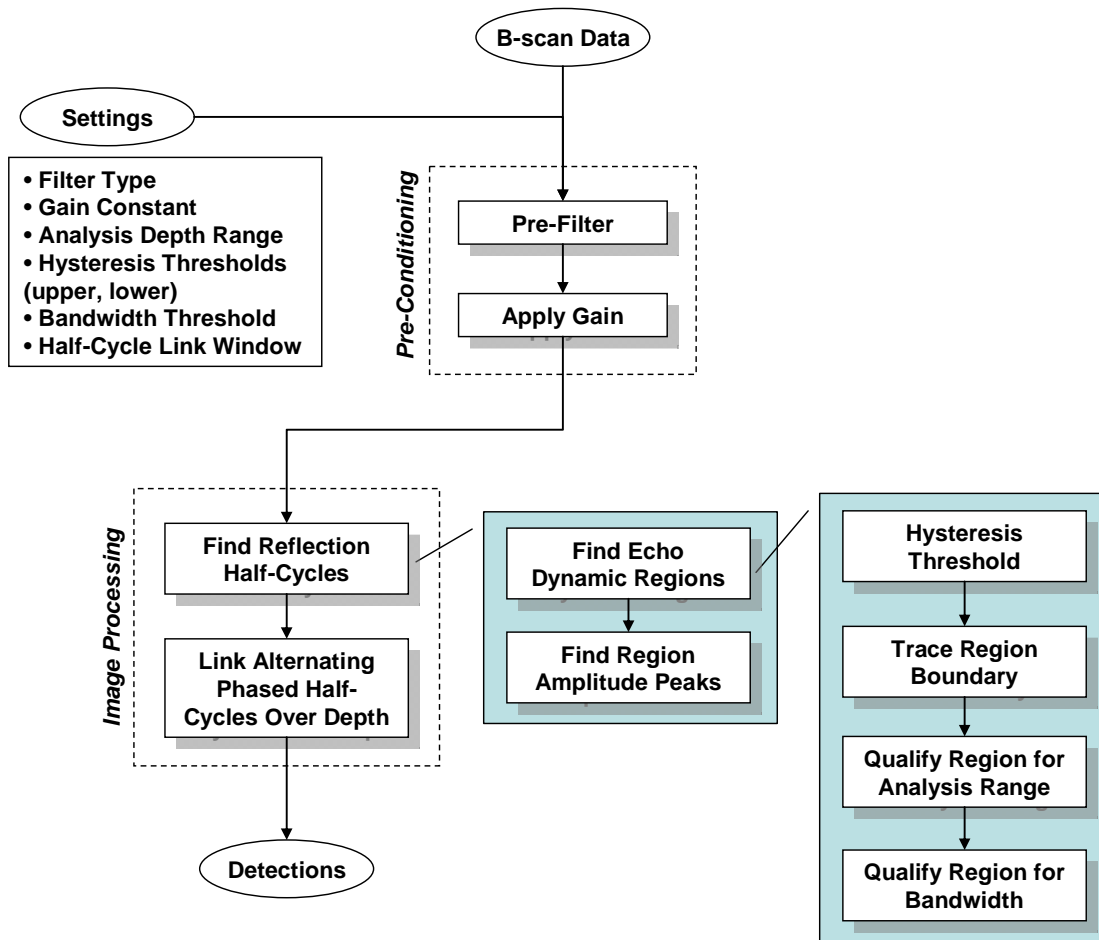 B-scan Data
Settings
• Filter Type
• Gain Constant
• Analysis Depth Range
• Hysteresis Thresholds
(upper, lower)
• Bandwidth Threshold
• Half-Cycle Link Window
Pre-Conditioning
Pre-Filter
Apply Gain
Image Processing
Find Reflection
Half-Cycles
Link Alternating
Phased Half-
Cycles Over Depth
Detections
Find Echo
Dynamic Regions
Find Region
Amplitude Peaks
Hysteresis
Threshold
Trace Region
Boundary
Qualify Region for
Analysis Range
Qualify Region for
Bandwidth